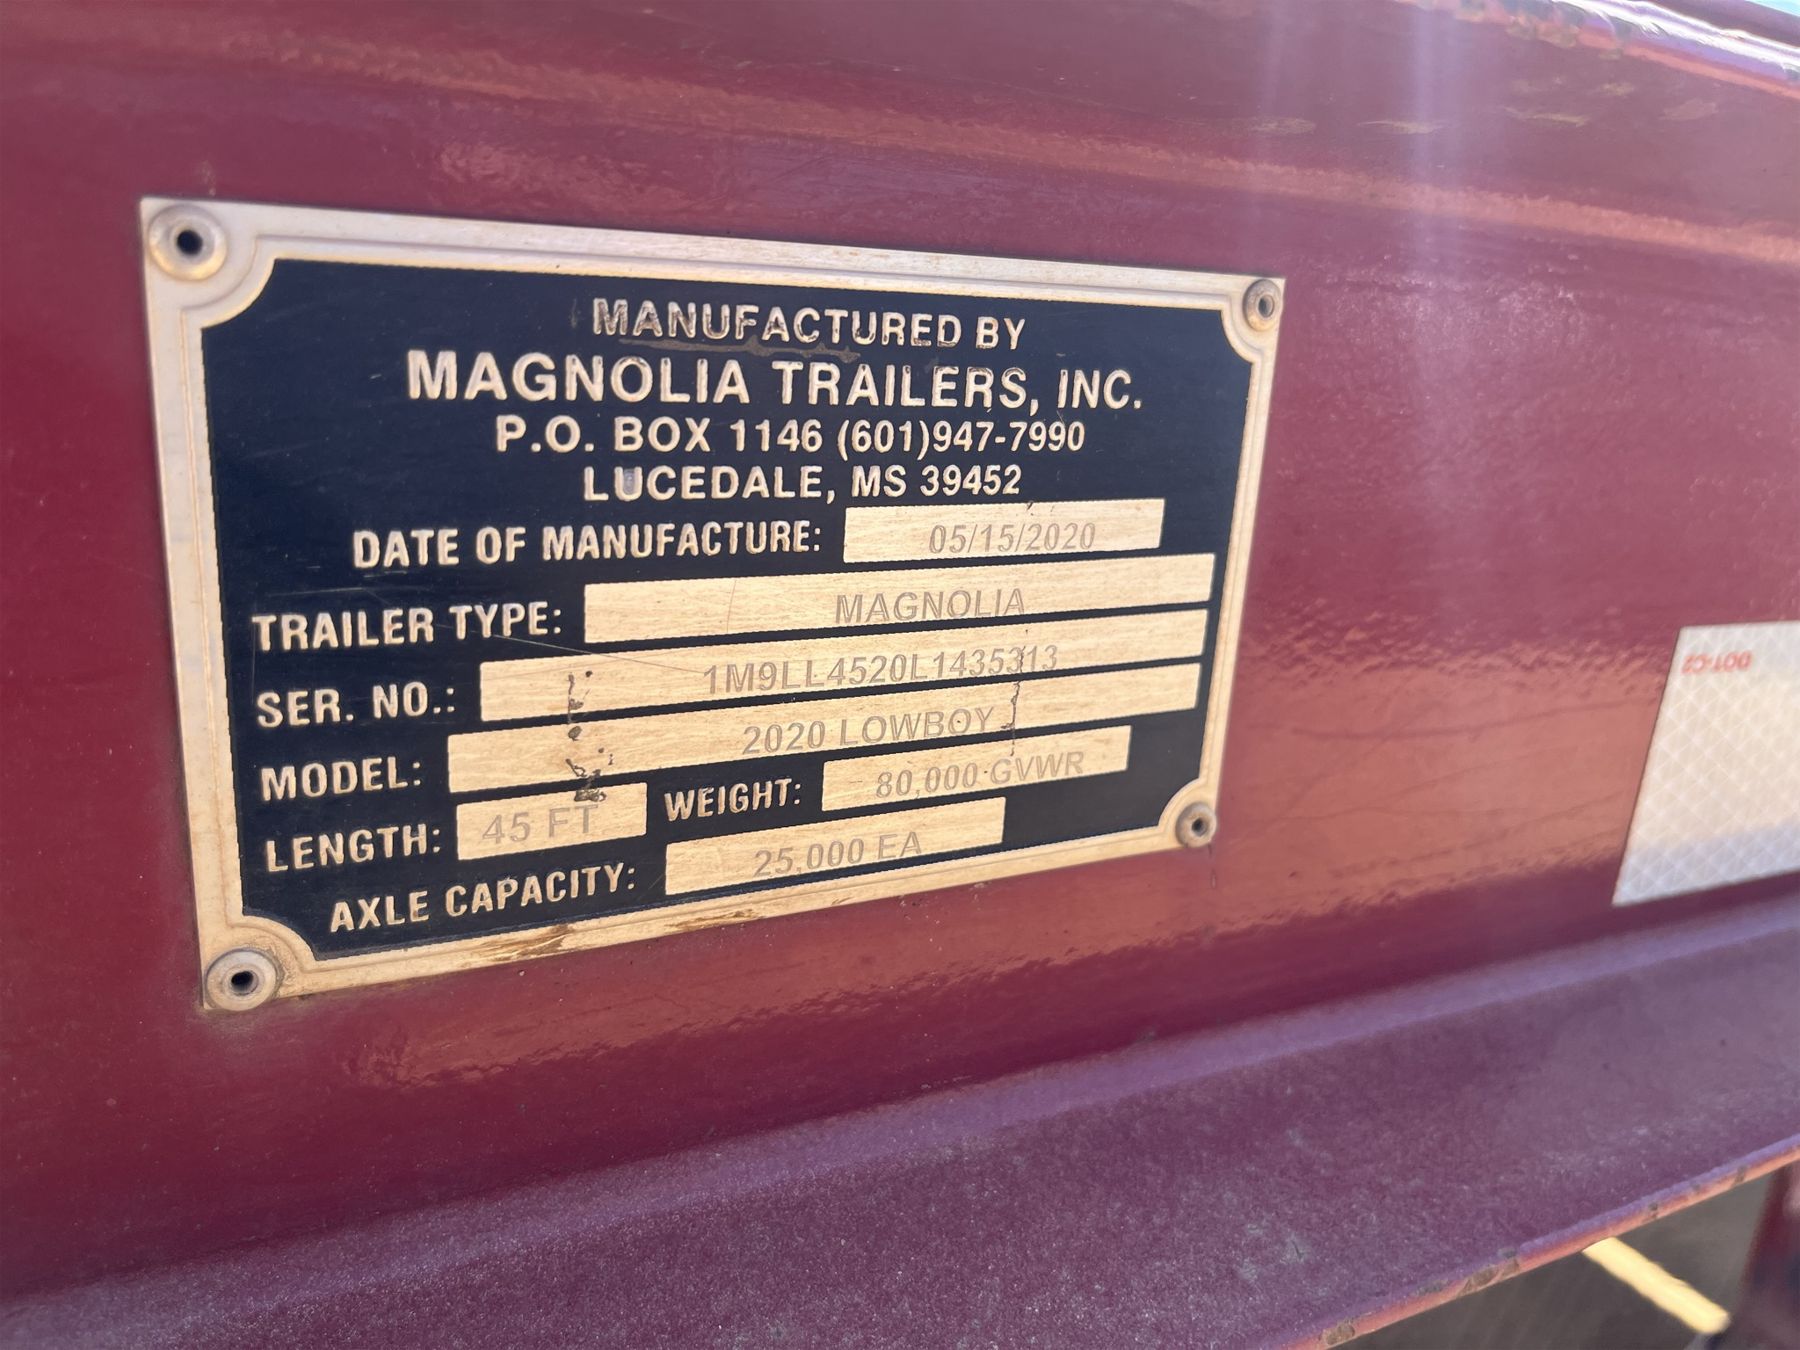 MANUFACTURED BY
MAGNOLIA TRAILERS, INC.
P.O. BOX 1146 (601)947-7990
LUCEDALE, MS 39452
DATE OF MANUFACTURE: 05/15/2020
TRAILER TYPE: MAGNOLIA
SER. NO.: 1M9LL4520L1435313
MODEL: 2020 LOWBOY
LENGTH: 45 FT WEIGHT: 80,000 GVWR
AXLE CAPACITY: 25,000 EA
DOT-C2